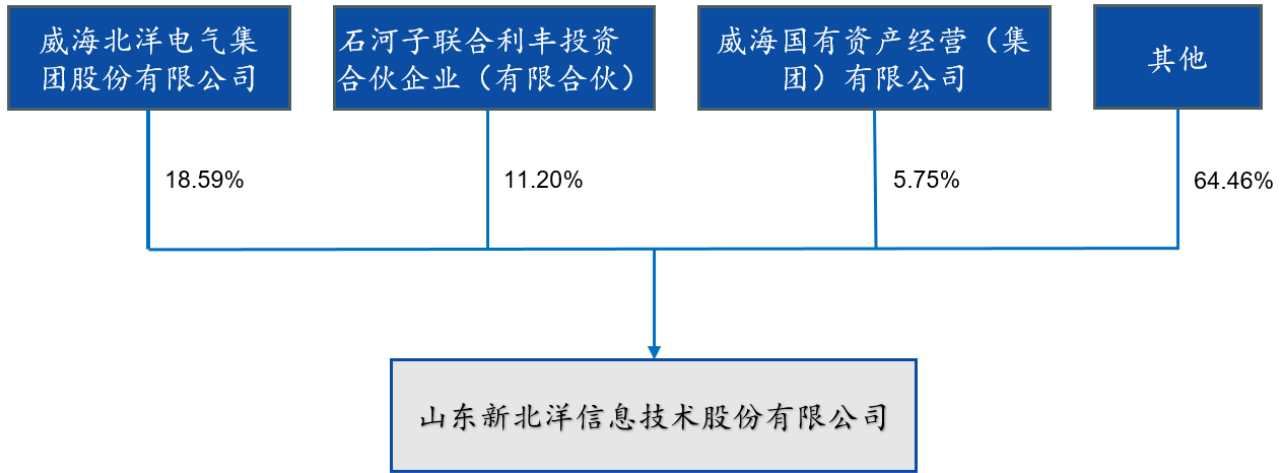 威海北洋电气集
团股份有限公司
石河子联合利丰投资
合伙企业（有限合伙）
威海国有资产经营（集
团）有限公司
其他
18.59%
11.20%
5.75%
64.46%
山东新北洋信息技术股份有限公司